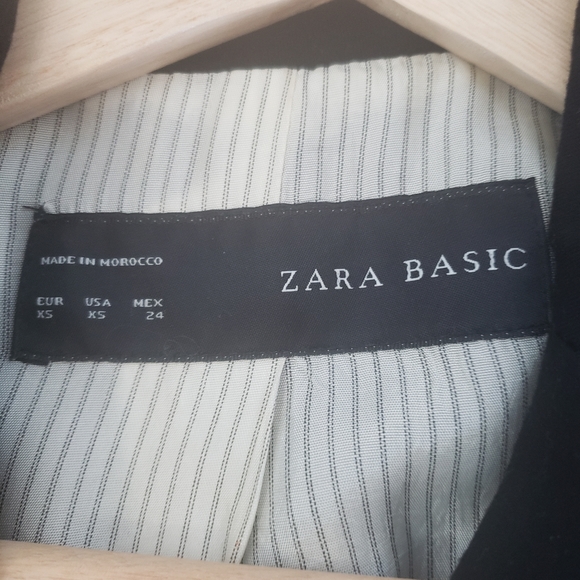 MADE IN MOROCCO
ZARA BASIC
EUR USA MEX
XS XS 24